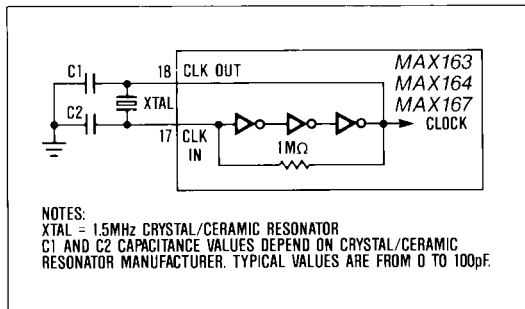 MAX163
MAX164
MAX167
C1
18
CLK OUT
XTAL
C2
17
CLK
IN
1MΩ
CLOCK
NOTES:
XTAL = 1.5MHz CRYSTAL/CERAMIC RESONATOR
C1 AND C2 CAPACITANCE VALUES DEPEND ON CRYSTAL/CERAMIC
RESONATOR MANUFACTURER. TYPICAL VALUES ARE FROM 0 TO 100pF.